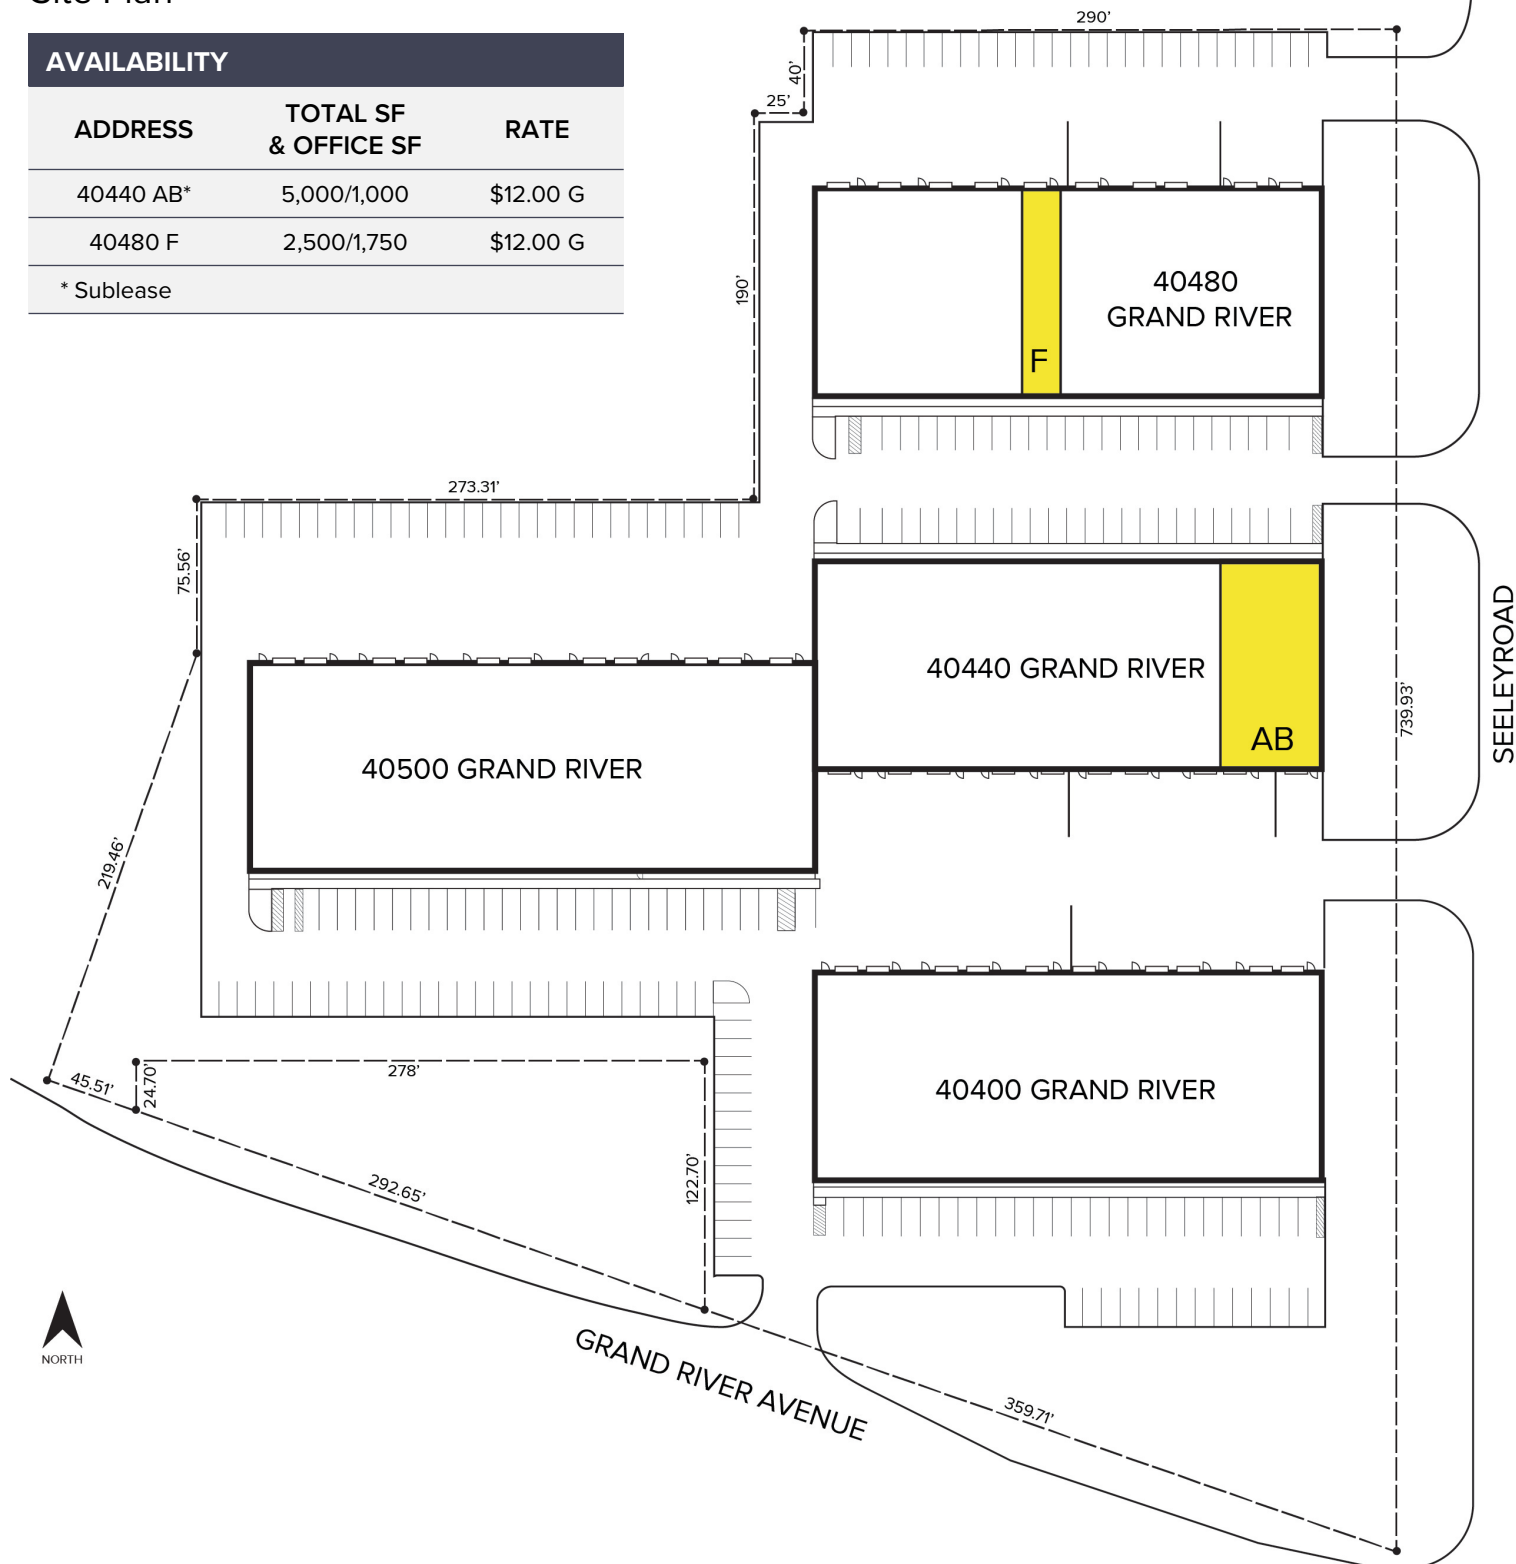 Site Plan
AVAILABILITY
ADDRESS
TOTAL SF
& OFFICE SF
RATE
40440 AB*
5,000/1,000
$12.00 G
40480 F
2,500/1,750
$12.00 G
* Sublease
290’
40’
25’
190’
40480
GRAND RIVER
F
273.31’
75.56’
40440 GRAND RIVER
AB
SEELEYROAD
739.93’
40500 GRAND RIVER
219.46’
45.51’
24.70’
278’
40400 GRAND RIVER
122.70’
292.65’
NORTH
GRAND RIVER AVENUE
359.71’